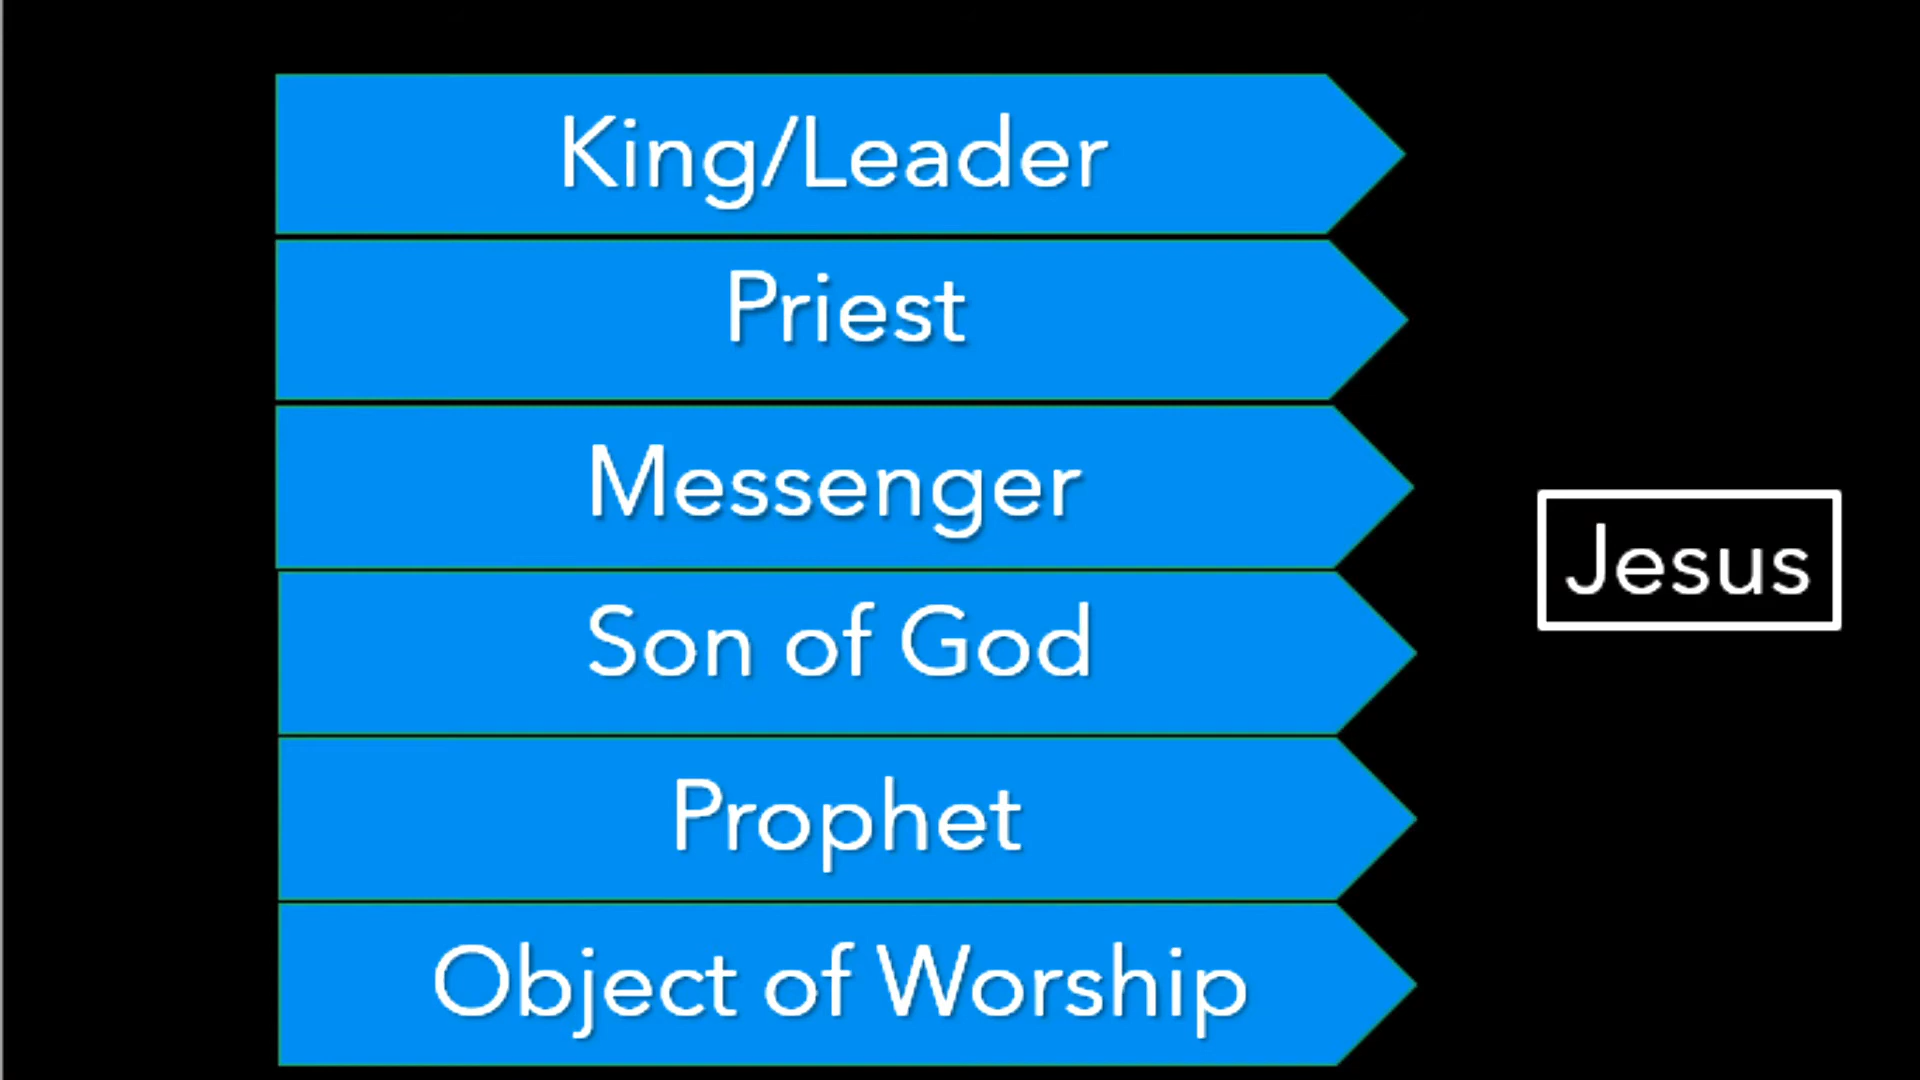 King/Leader
Priest
Messenger
Son of God
Prophet
Object of Worship
Jesus